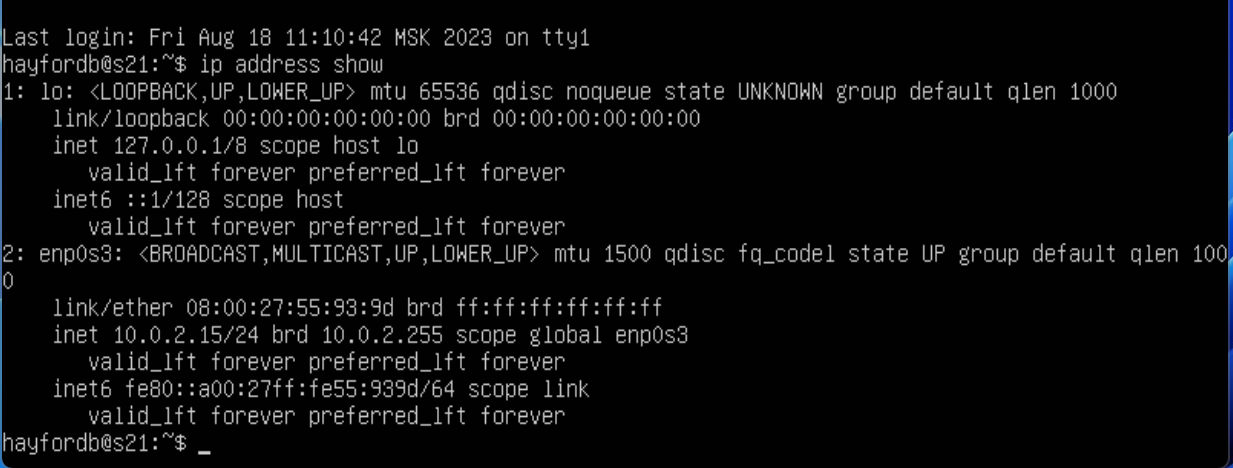 Last login: Fri Aug 18 11:10:42 MSK 2023 on tty1
hayfordb@s21:~$ ip address show
1: lo: <LOOPBACK,UP,LOWER_UP> mtu 65536 qdisc noqueue state UNKNOWN group default qlen 1000
    link/loopback 00:00:00:00:00:00 brd 00:00:00:00:00:00
    inet 127.0.0.1/8 scope host lo
       valid_lft forever preferred_lft forever
    inet6 ::1/128 scope host
       valid_lft forever preferred_lft forever
2: enp0s3: <BROADCAST,MULTICAST,UP,LOWER_UP> mtu 1500 qdisc fq_codel state UP group default qlen 100
0
    link/ether 08:00:27:55:93:9d brd ff:ff:ff:ff:ff:ff
    inet 10.0.2.15/24 brd 10.0.2.255 scope global enp0s3
       valid_lft forever preferred_lft forever
    inet6 fe80::a00:27ff:fe55:939d/64 scope link
       valid_lft forever preferred_lft forever
hayfordb@s21:~$ _